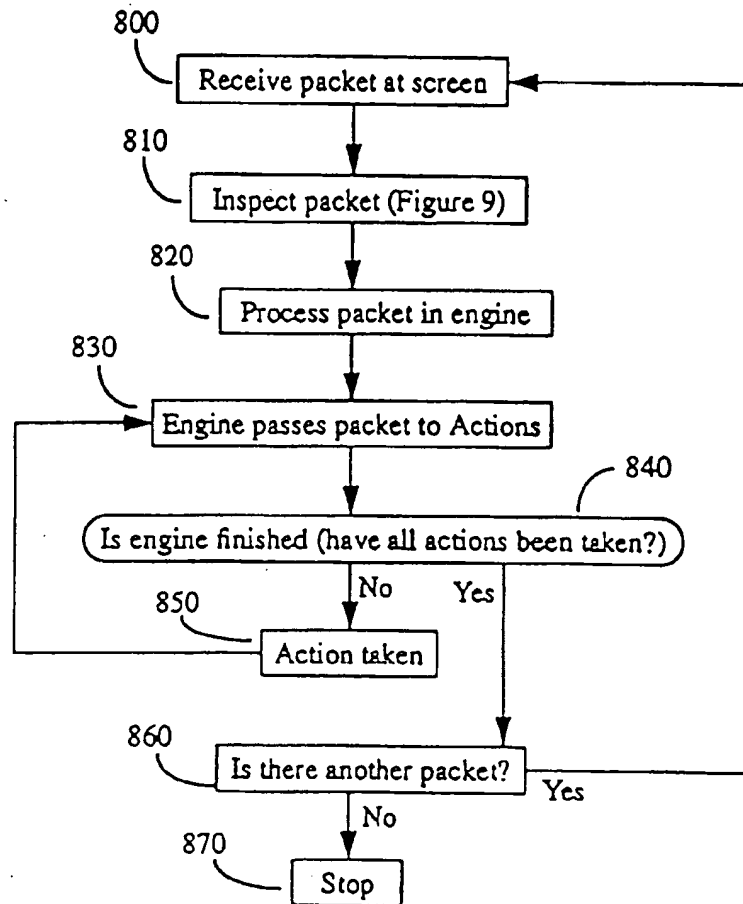 800
Receive packet at screen
810
Inspect packet (Figure 9)
820
Process packet in engine
830
Engine passes packet to Actions
840
Is engine finished (have all actions been taken?)
No
Yes
850
Action taken
860
Is there another packet?
Yes
No
870
Stop